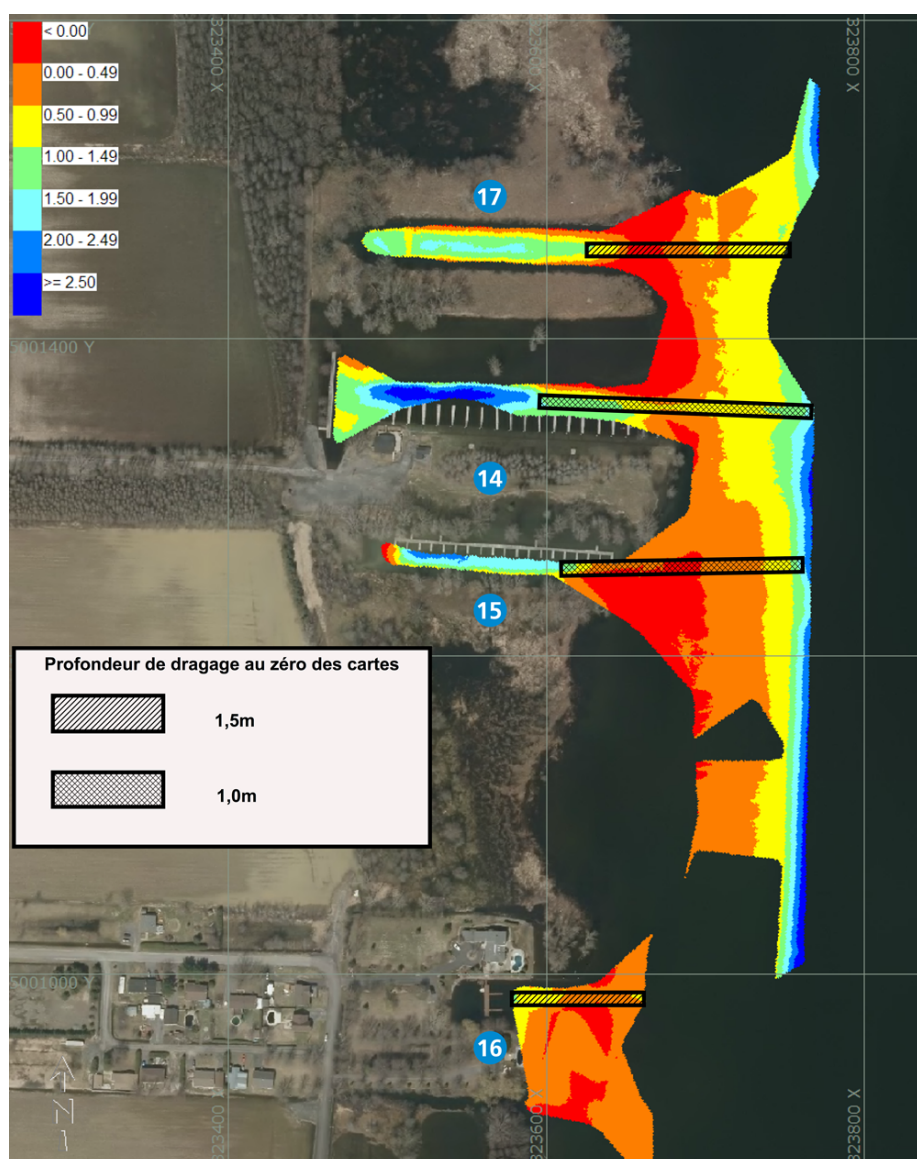 < 0.00
0.00 - 0.49
0.50 - 0.99
1.00 - 1.49
1.50 - 1.99
2.00 - 2.49
>= 2.50
323400 X
X
323800 X
17
5001400 Y
14
15
Profondeur de dragage au zéro des cartes
1,5m
1,0m
5001000 Y
16
323400 X
323600 X
323800 X